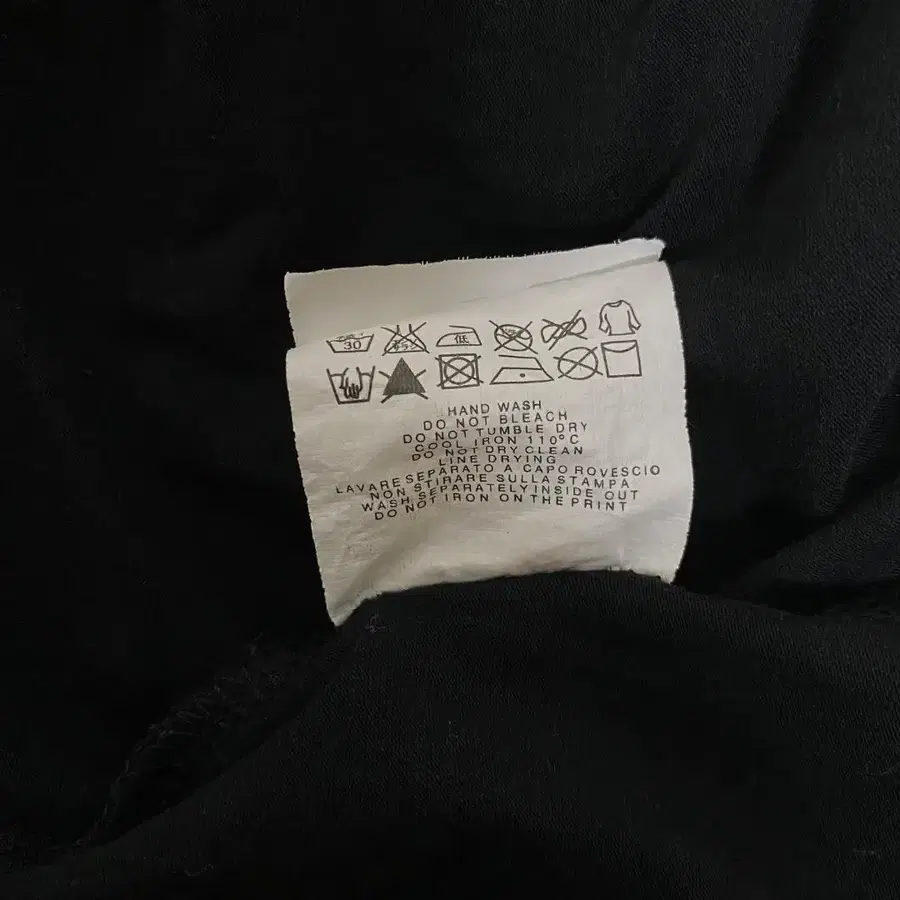 30
低
HAND WASH
DO NOT BLEACH
DO NOT TUMBLE DRY
COOL IRON 110°C
DO NOT DRY CLEAN
LINE DRYING
LAVARE SEPARATO A CAPO ROVESCIO
NON STIRARE SULLA STAMPA
WASH SEPARATELY INSIDE OUT
DO NOT IRON ON THE PRINT